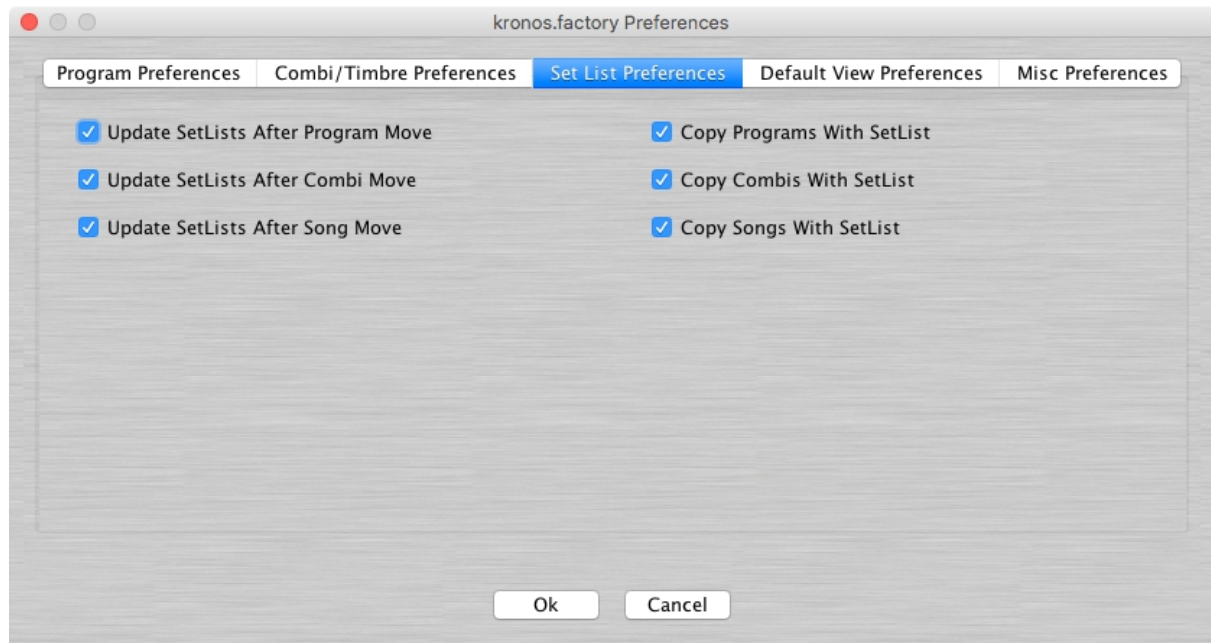 kronos.factory Preferences
Program Preferences Combi/Timbre Preferences Set List Preferences Default View Preferences Misc Preferences
Update SetLists After Program Move Copy Programs With SetList
Update SetLists After Combi Move Copy Combis With SetList
Update SetLists After Song Move Copy Songs With SetList
Ok Cancel